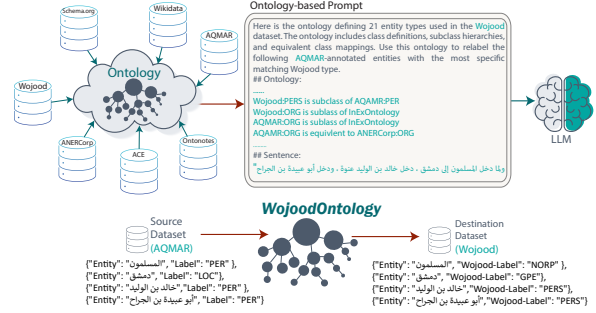 Schema.org
Wikidata
AQMAR
Wojood
Ontology
ANERCorp
ACE
Ontonotes
Ontology-based Prompt
Here is the ontology defining 21 entity types used in the Wojood
dataset. The ontology includes class definitions, subclass hierarchies,
and equivalent class mappings. Use this ontology to relabel the
following AQMAR-annotated entities with the most specific
matching Wojood type.
## Ontology:
......
Wojood:PERS is subclass of AQAMR:PER
Wojood:ORG is sublass of InExOntology
AQMAR:ORG is sublass of InExOntology
AQAMR:ORG is equivient to ANERCorp:ORG
......
## Sentence:
"ولما دخل المسلمون إلى دمشق ، دخل خالد بن الوليد عنوة ، ودخل أبو عبيدة بن الجراح"
LLM
WojoodOntology
Source
Dataset
(AQMAR)
Destination
Dataset
(Wojood)
{"Entity": "المسلمون", "Label": "PER" },
{"Entity": "دمشق", "Label": "LOC"},
{"Entity": "خالد بن الوليد", "Label": "PER" },
{"Entity": "أبو عبيدة بن الجراح", "Label": "PER"}
{"Entity": "المسلمون", "Wojood-Label": "NORP" },
{"Entity": "دمشق", "Wojood-Label": "GPE"},
{"Entity": "خالد بن الوليد","Wojood-Label": "PERS"},
{"Entity": "أبو عبيدة بن الجراح","Wojood-Label": "PERS"}